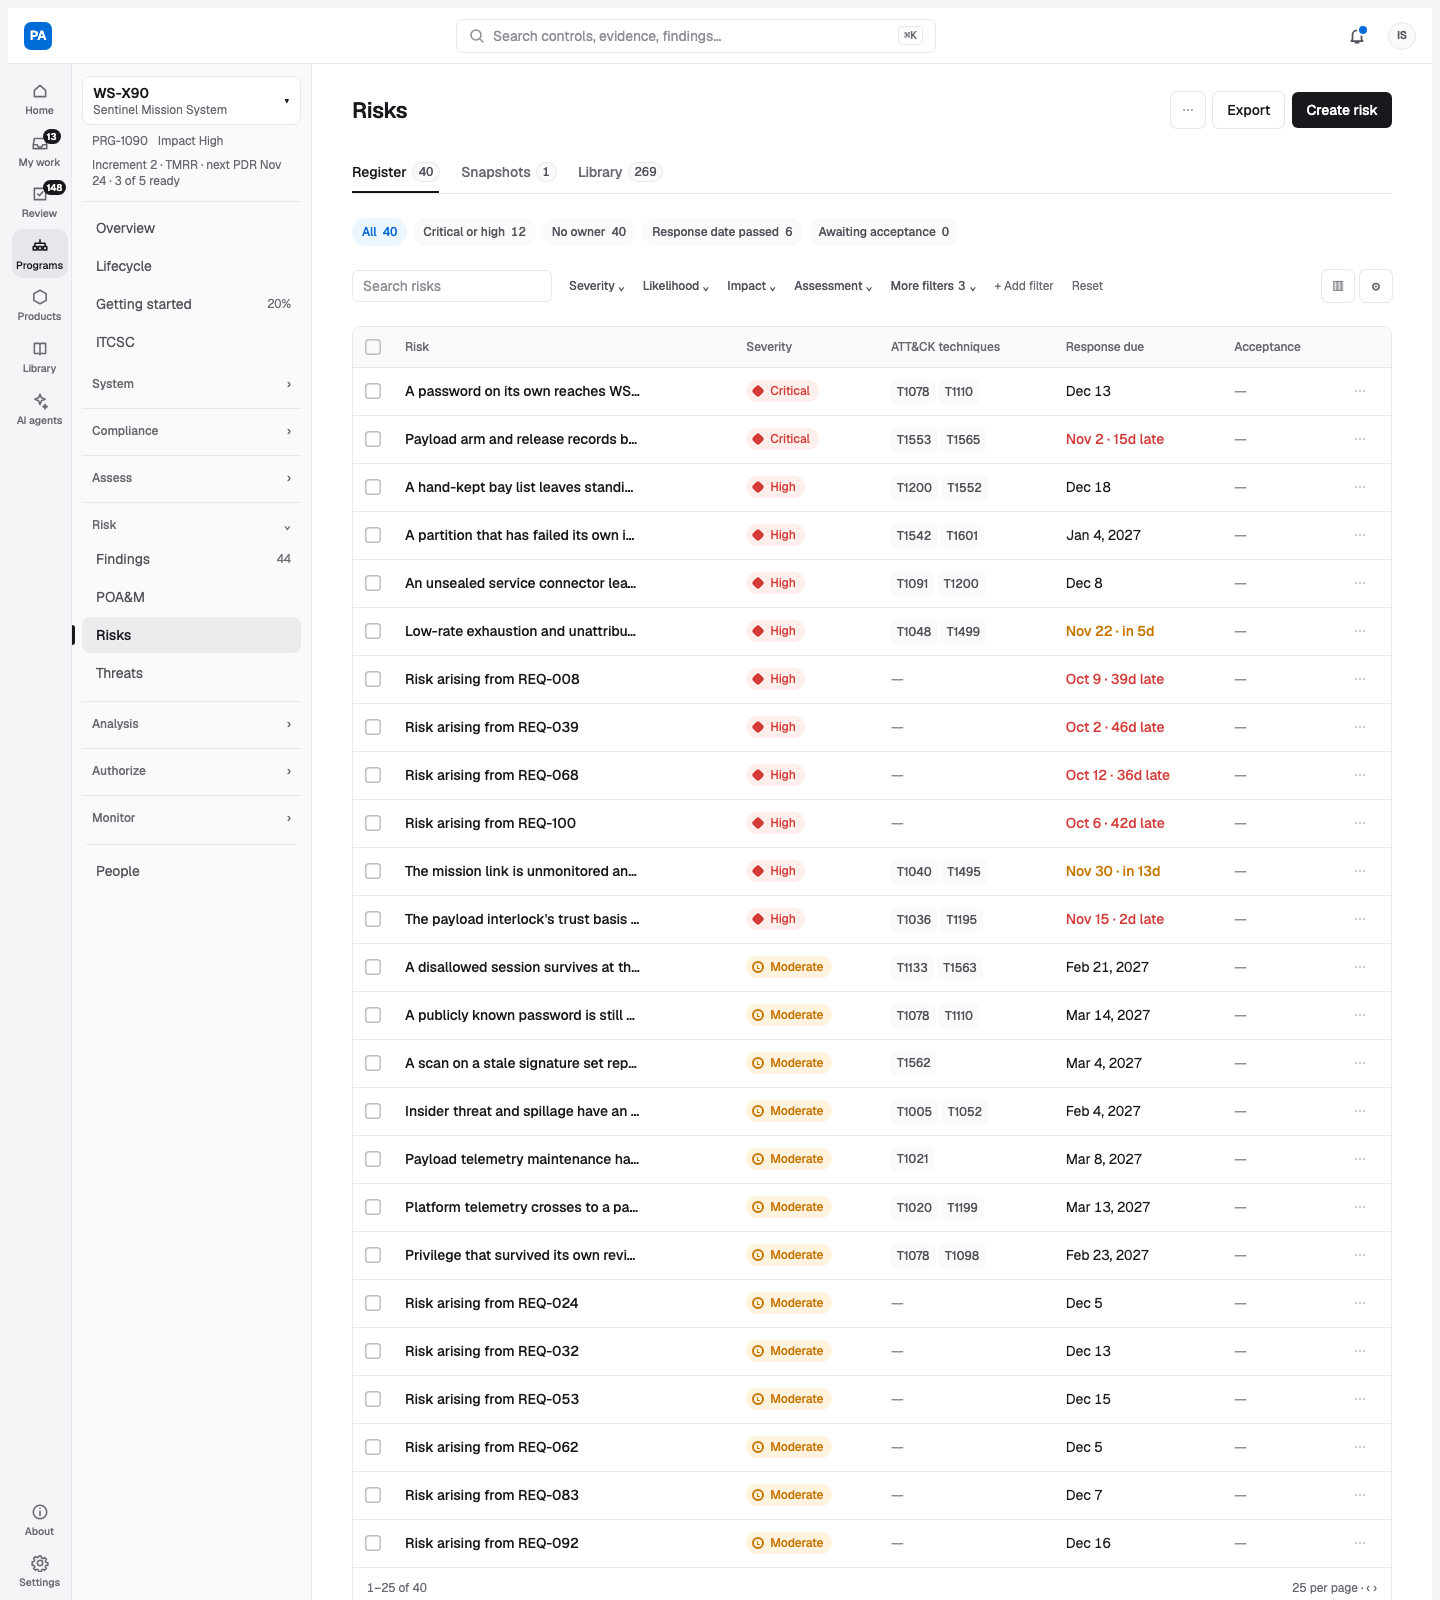 PA
Search controls, evidence, findings...
⌘K
IS
Home
13
My work
148
Review
Programs
Products
Library
AI agents
About
Settings
WS-X90
Sentinel Mission System
PRG-1090 Impact High
Increment 2 · TMRR · next PDR Nov
24 · 3 of 5 ready
Overview
Lifecycle
Getting started 20%
ITCSC
System
Compliance
Assess
Risk
Findings 44
POA&M
Risks
Threats
Analysis
Authorize
Monitor
People
Risks
Export
Create risk
Register 40 Snapshots 1 Library 269
All 40 Critical or high 12 No owner 40 Response date passed 6 Awaiting acceptance 0
Search risks Severity Likelihood Impact Assessment More filters 3 + Add filter Reset
Risk Severity ATT&CK techniques Response due Acceptance
A password on its own reaches WS... Critical T1078 T1110 Dec 13 —
Payload arm and release records b... Critical T1553 T1565 Nov 2 · 15d late —
A hand-kept bay list leaves standi... High T1200 T1552 Dec 18 —
A partition that has failed its own i... High T1542 T1601 Jan 4, 2027 —
An unsealed service connector lea... High T1091 T1200 Dec 8 —
Low-rate exhaustion and unattribu... High T1048 T1499 Nov 22 · in 5d —
Risk arising from REQ-008 High — Oct 9 · 39d late —
Risk arising from REQ-039 High — Oct 2 · 46d late —
Risk arising from REQ-068 High — Oct 12 · 36d late —
Risk arising from REQ-100 High — Oct 6 · 42d late —
The mission link is unmonitored an... High T1040 T1495 Nov 30 · in 13d —
The payload interlock's trust basis ... High T1036 T1195 Nov 15 · 2d late —
A disallowed session survives at th... Moderate T1133 T1563 Feb 21, 2027 —
A publicly known password is still ... Moderate T1078 T1110 Mar 14, 2027 —
A scan on a stale signature set rep... Moderate T1562 Mar 4, 2027 —
Insider threat and spillage have an ... Moderate T1005 T1052 Feb 4, 2027 —
Payload telemetry maintenance ha... Moderate T1021 Mar 8, 2027 —
Platform telemetry crosses to a pa... Moderate T1020 T1199 Mar 13, 2027 —
Privilege that survived its own revi... Moderate T1078 T1098 Feb 23, 2027 —
Risk arising from REQ-024 Moderate — Dec 5 —
Risk arising from REQ-032 Moderate — Dec 13 —
Risk arising from REQ-053 Moderate — Dec 15 —
Risk arising from REQ-062 Moderate — Dec 5 —
Risk arising from REQ-083 Moderate — Dec 7 —
Risk arising from REQ-092 Moderate — Dec 16 —
1–25 of 40 25 per page · ‹ ›